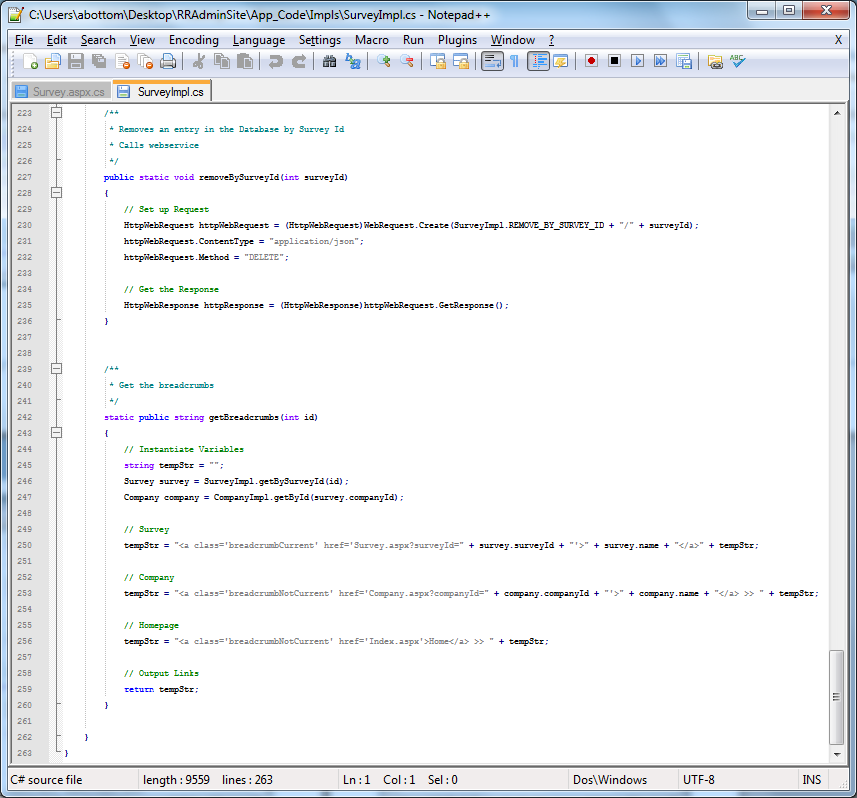 C:\Users\abottom\Desktop\RRAdminSite\App_Code\Impls\SurveyImpl.cs - Notepad++
File Edit Search View Encoding Language Settings Macro Run Plugins Window ? X
Survey.aspx.cs SurveyImpl.cs
223 /**
224 * Removes an entry in the Database by Survey Id
225 * Calls webservice
226 */
227 public static void removeBySurveyId(int surveyId)
228 {
229 // Set up Request
230 HttpWebRequest httpWebRequest = (HttpWebRequest)WebRequest.Create(SurveyImpl.REMOVE_BY_SURVEY_ID + "/" + surveyId);
231 httpWebRequest.ContentType = "application/json";
232 httpWebRequest.Method = "DELETE";
233
234 // Get the Response
235 HttpWebResponse httpResponse = (HttpWebResponse)httpWebRequest.GetResponse();
236 }
237
238
239 /**
240 * Get the breadcrumbs
241 */
242 static public string getBreadcrumbs(int id)
243 {
244 // Instantiate Variables
245 string tempStr = "";
246 Survey survey = SurveyImpl.getBySurveyId(id);
247 Company company = CompanyImpl.getById(survey.companyId);
248
249 // Survey
250 tempStr = "<a class='breadcrumbCurrent' href='Survey.aspx?surveyId=" + survey.surveyId + "'>" + survey.name + "</a>" + tempStr;
251
252 // Company
253 tempStr = "<a class='breadcrumbNotCurrent' href='Company.aspx?companyId=" + company.companyId + "'>" + company.name + "</a> >> " + tempStr;
254
255 // Homepage
256 tempStr = "<a class='breadcrumbNotCurrent' href='Index.aspx'>Home</a> >> " + tempStr;
257
258 // Output Links
259 return tempStr;
260 }
261
262 }
263 }
C# source file length : 9559 lines : 263 Ln : 1 Col : 1 Sel : 0 Dos\Windows UTF-8 INS